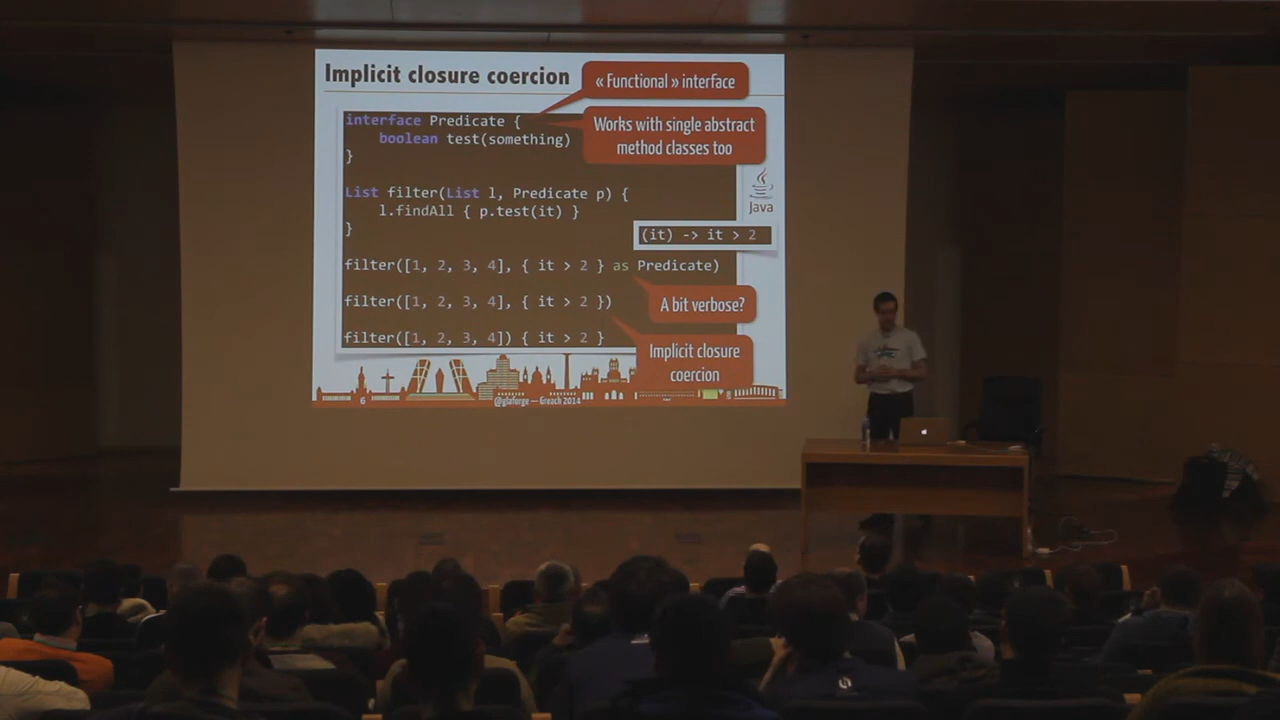 Implicit closure coercion
« Functional » interface
Works with single abstract
method classes too
interface Predicate {
boolean test(something)
}
List filter(List l, Predicate p) {
l.findAll { p.test(it) }
}
Java
(it) -> it > 2
filter([1, 2, 3, 4], { it > 2 } as Predicate)
A bit verbose?
filter([1, 2, 3, 4], { it > 2 })
filter([1, 2, 3, 4]) { it > 2 }
Implicit closure
coercion
6
@glaforge — Greach 2014